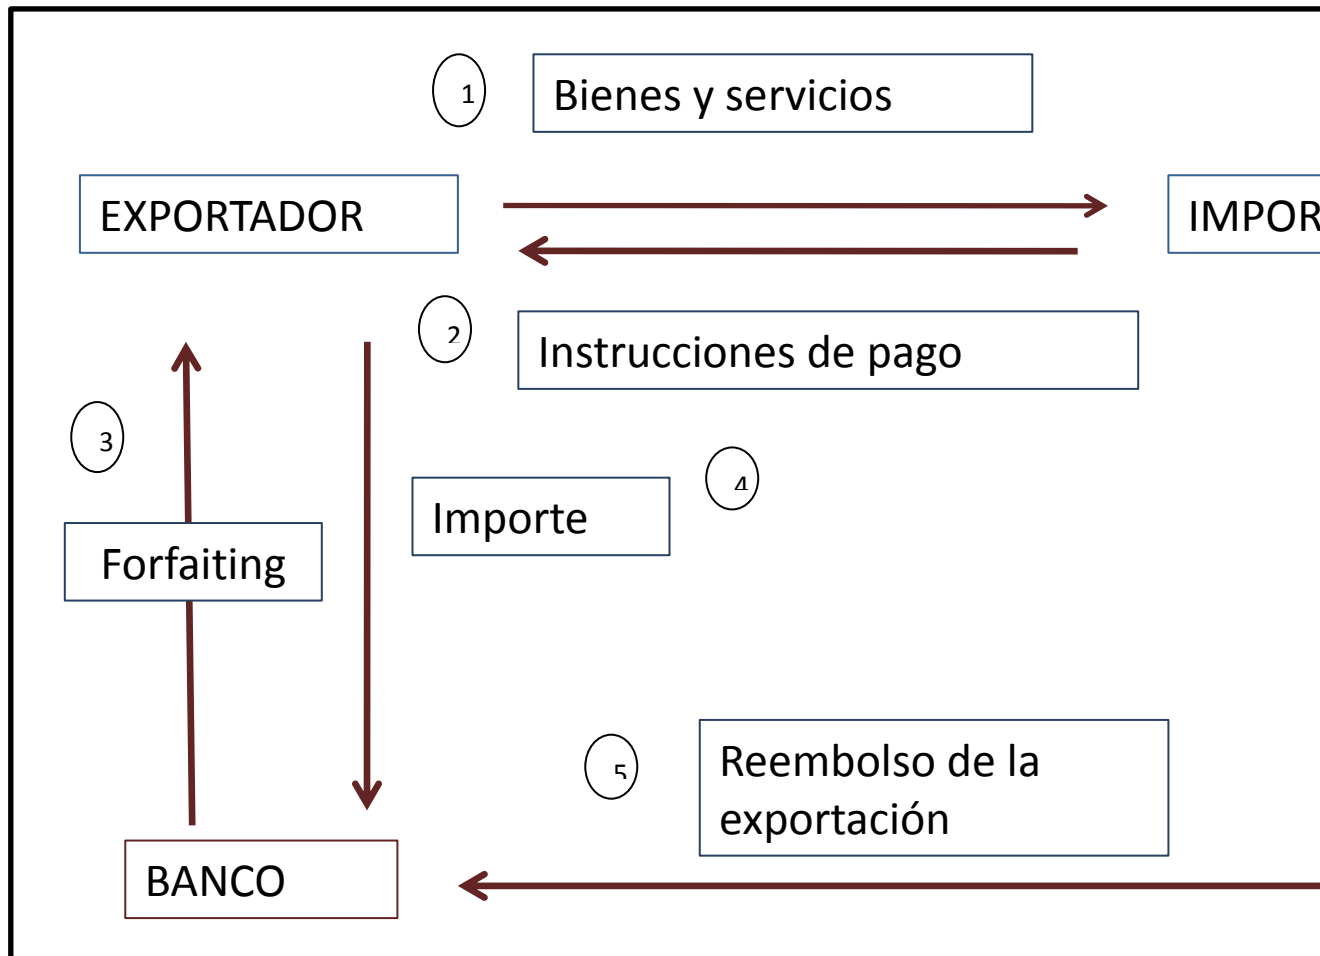 1
Bienes y servicios
EXPORTADOR
IMPOR
2
Instrucciones de pago
3
4
Importe
Forfaiting
5
Reembolso de la
exportación
BANCO